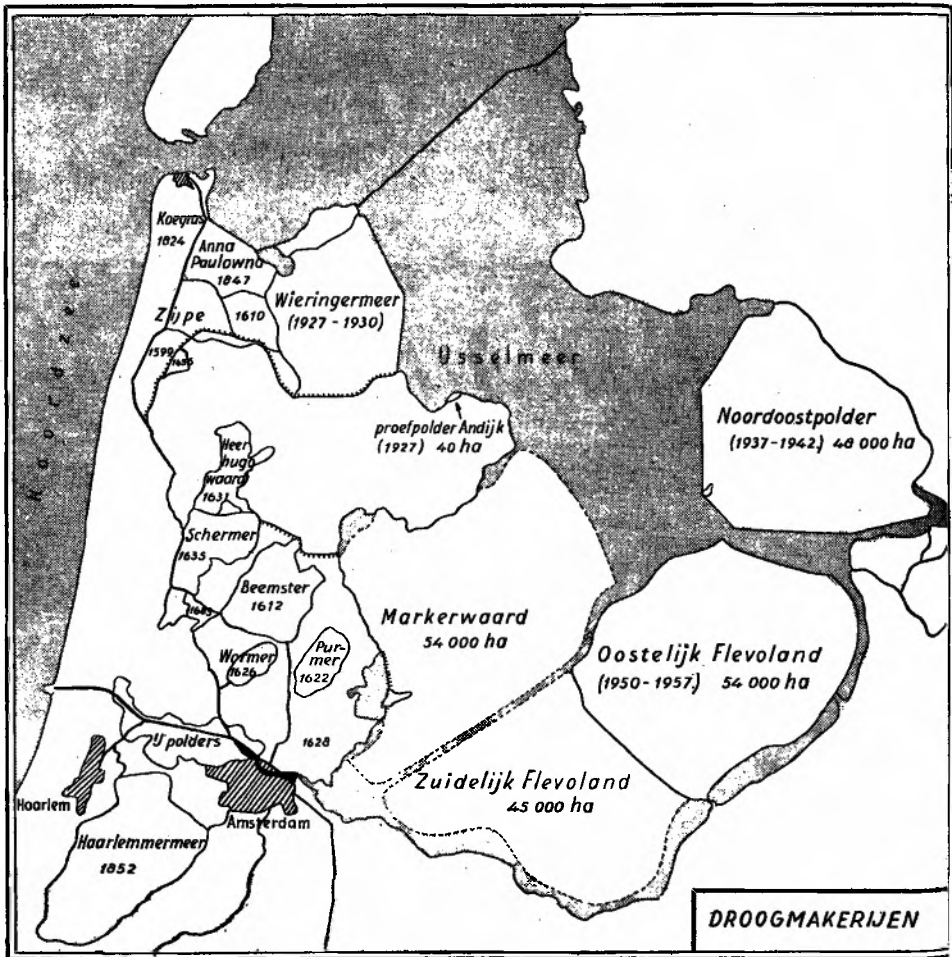 Koegras
1824
Anna
Paulowna
1847
Zijpe
1610
Wieringermeer
(1927 - 1930)
1599
IJsselmeer
proefpolder Andijk
(1927) 40 ha
Noordoostpolder
(1937-1942) 48 000 ha
Noordzee
Heer
hugo
waard
1631
Schermer
1635
Beemster
1612
Markerwaard
54 000 ha
Wormer
1626
Pur-
mer
1622
Oostelijk Flevoland
(1950 - 1957) 54 000 ha
1628
IJ polders
Zuidelijk Flevoland
45 000 ha
Haarlem
Amsterdam
Haarlemmermeer
1852
DROOGMAKERIJEN